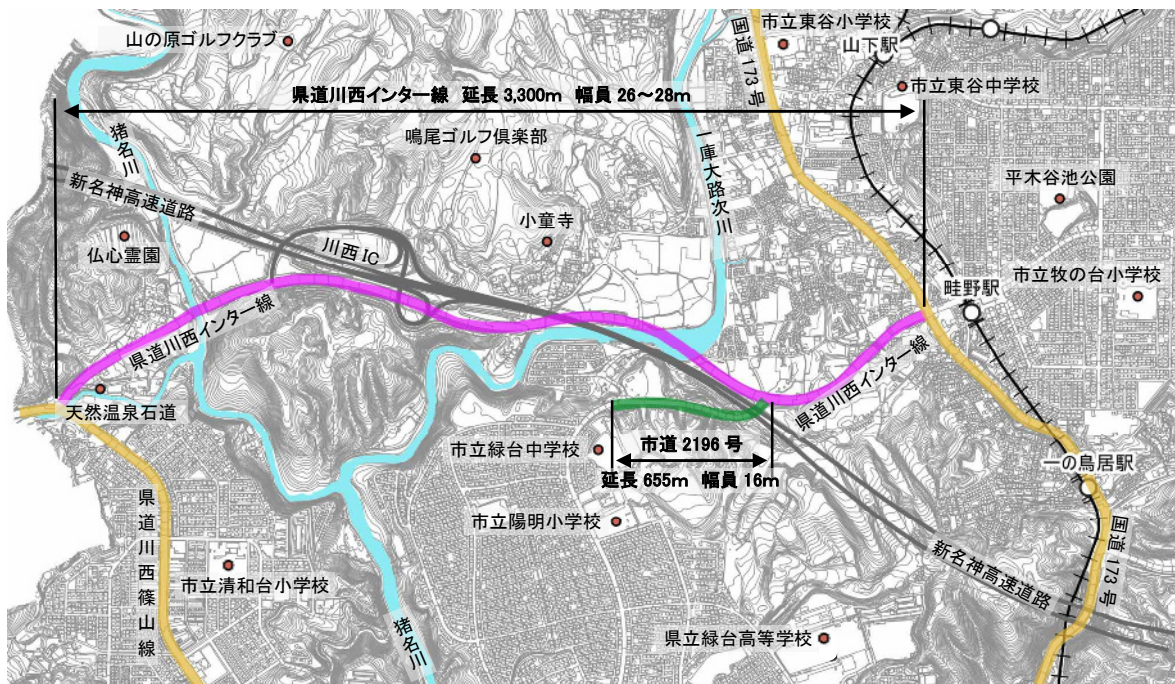 市立東谷小学校
山の原ゴルフクラブ
国道 173 号
山下駅
市立東谷中学校
県道川西インター線 延長 3,300m 幅員 26~28m
猪名川
鳴尾ゴルフ倶楽部
一庫大路次川
新名神高速道路
平木谷池公園
小童寺
仏心霊園
川西 IC
市立牧の台小学校
畦野駅
県道川西インター線
県道川西インター線
天然温泉石道
市立緑台中学校
市道 2196 号
延長 655m 幅員 16m
一の鳥居駅
県道川西篠山線
市立陽明小学校
国道 173 号
新名神高速道路
市立清和台小学校
猪名川
県立緑台高等学校